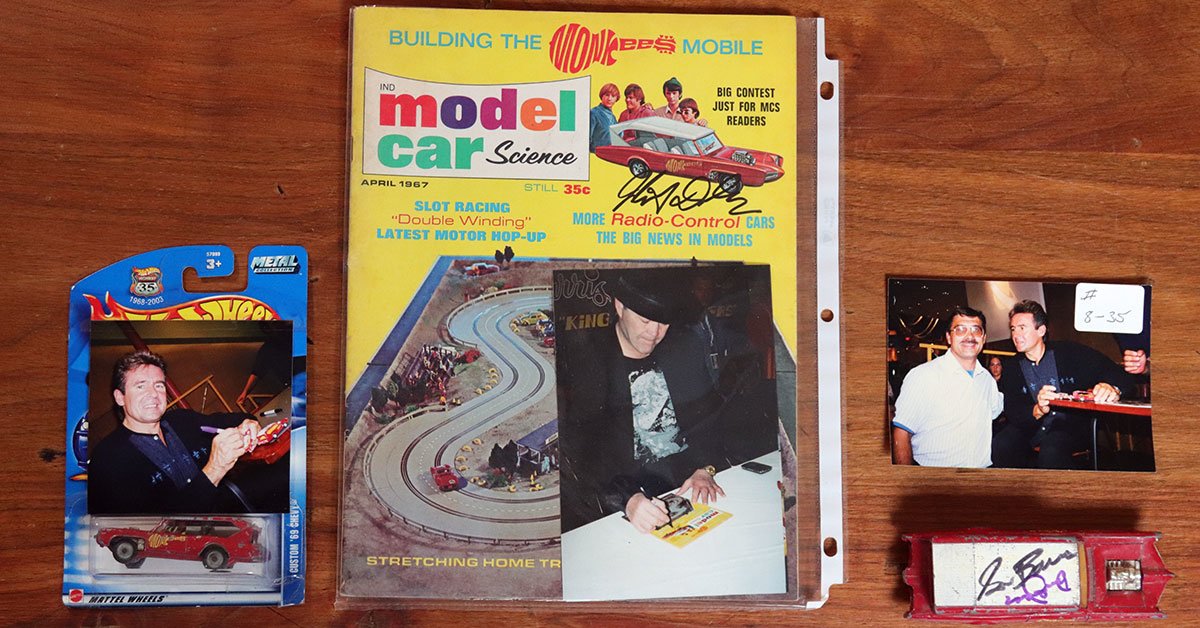 BUILDING THE MONKEES MOBILE
IND
model
car Science
BIG CONTEST
JUST FOR MCS
READERS
MONKEES
APRIL 1967
STILL 35c
SLOT RACING
"Double Winding"
LATEST MOTOR HOP-UP
MORE Radio-Control CARS
THE BIG NEWS IN MODELS
STRETCHING HOME TR
"KING
57093
3+
METAL
COLLECTION
35
1968-2003
CUSTOM '69 CHEVY
MATTEL WHEELS
#
8-35